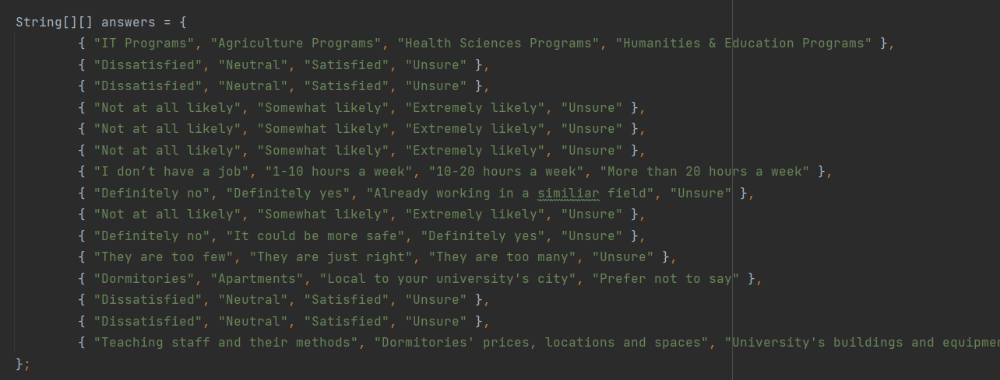 String[][] answers = {
{ "IT Programs", "Agriculture Programs", "Health Sciences Programs", "Humanities & Education Programs" },
{ "Dissatisfied", "Neutral", "Satisfied", "Unsure" },
{ "Dissatisfied", "Neutral", "Satisfied", "Unsure" },
{ "Not at all likely", "Somewhat likely", "Extremely likely", "Unsure" },
{ "Not at all likely", "Somewhat likely", "Extremely likely", "Unsure" },
{ "Not at all likely", "Somewhat likely", "Extremely likely", "Unsure" },
{ "I don’t have a job", "1-10 hours a week", "10-20 hours a week", "More than 20 hours a week" },
{ "Definitely no", "Definitely yes", "Already working in a similiar field", "Unsure" },
{ "Not at all likely", "Somewhat likely", "Extremely likely", "Unsure" },
{ "Definitely no", "It could be more safe", "Definitely yes", "Unsure" },
{ "They are too few", "They are just right", "They are too many", "Unsure" },
{ "Dormitories", "Apartments", "Local to your university's city", "Prefer not to say" },
{ "Dissatisfied", "Neutral", "Satisfied", "Unsure" },
{ "Dissatisfied", "Neutral", "Satisfied", "Unsure" },
{ "Teaching staff and their methods", "Dormitories' prices, locations and spaces", "University's buildings and
};